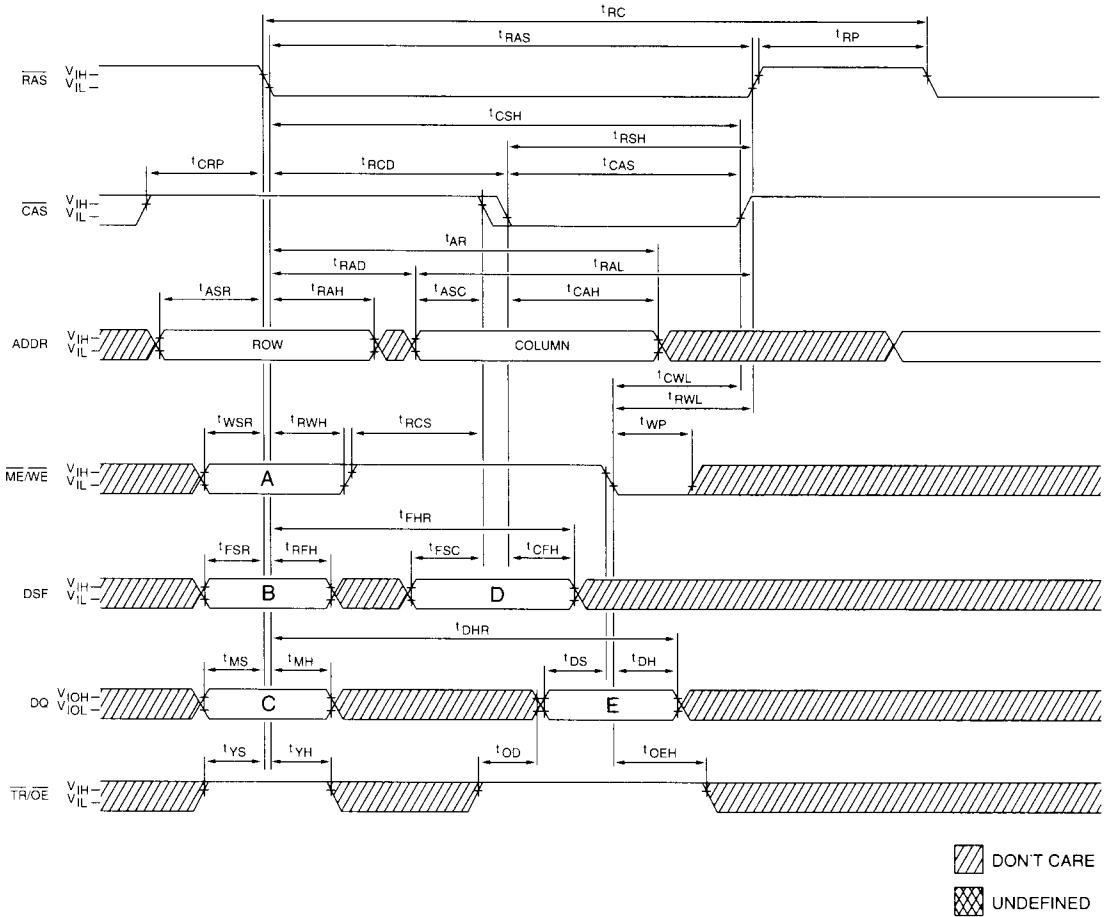 tRC
tRAS
tRP
RAS VIH VIL
tCSH
tRSH
tCRP
tRCD
tCAS
CAS VIH VIL
tAR
tRAD
tRAL
tASR
tRAH
tASC
tCAH
ADDR VIH VIL
ROW
COLUMN
tCWL
tRWL
tWSR
tRWH
tRCS
tWP
ME/WE VIH VIL
A
tFHR
tFSR
tRFH
tFSC
tCFH
DSF VIH VIL
B
D
tDHR
tMS
tMH
tDS
tDH
DQ VIOH VIOL
C
E
tYS
tYH
tOD
tOEH
TR/OE VIH VIL
DON'T CARE
UNDEFINED